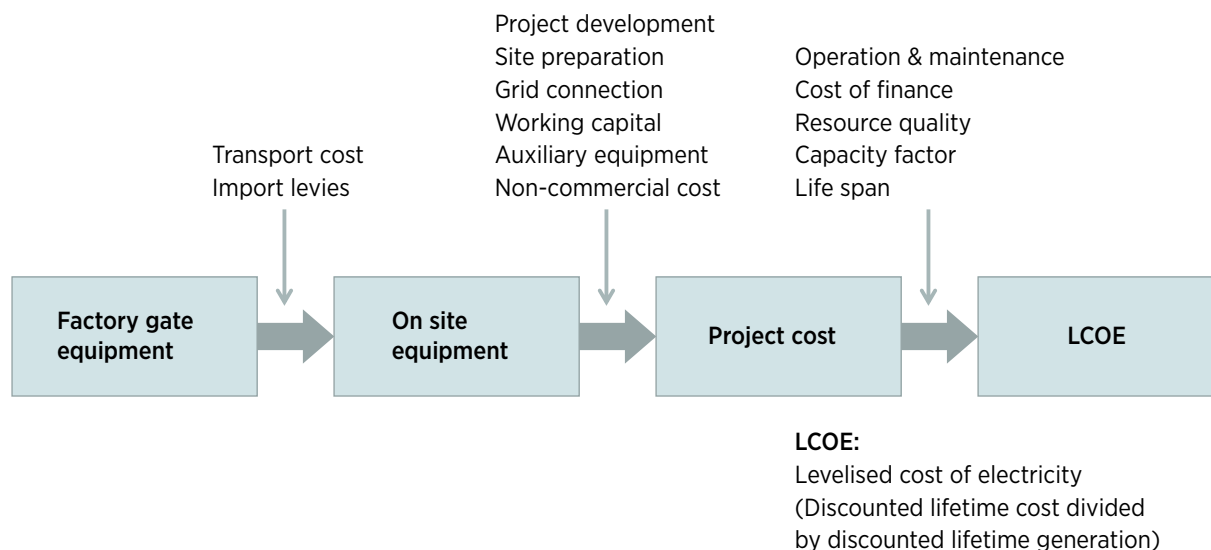 Transport cost
Import levies
Project development
Site preparation
Grid connection
Working capital
Auxiliary equipment
Non-commercial cost
Operation & maintenance
Cost of finance
Resource quality
Capacity factor
Life span
Factory gate
equipment
On site
equipment
Project cost
LCOE
LCOE:
Levelised cost of electricity
(Discounted lifetime cost divided
by discounted lifetime generation)